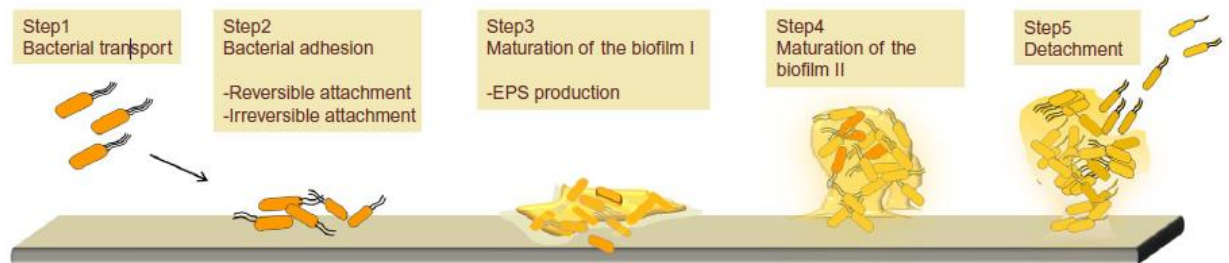 Step1
Bacterial transport
Step2
Bacterial adhesion
-Reversible attachment
-Irreversible attachment
Step3
Maturation of the biofilm I
-EPS production
Step4
Maturation of the
biofilm II
Step5
Detachment